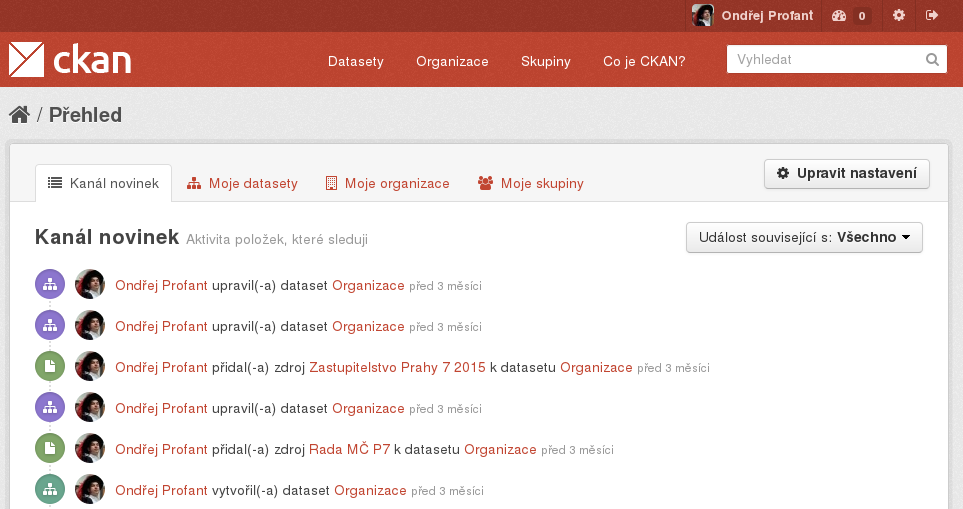 Ondřej Profant 0
ckan Datasety Organizace Skupiny Co je CKAN? Vyhledat
/ Přehled
Kanál novinek Moje datasety Moje organizace Moje skupiny Upravit nastavení
Kanál novinek Aktivita položek, které sleduji Událost související s: Všechno
Ondřej Profant upravil(-a) dataset Organizace před 3 měsíci
Ondřej Profant upravil(-a) dataset Organizace před 3 měsíci
Ondřej Profant přidal(-a) zdroj Zastupitelstvo Prahy 7 2015 k datasetu Organizace před 3 měsíci
Ondřej Profant upravil(-a) dataset Organizace před 3 měsíci
Ondřej Profant přidal(-a) zdroj Rada MČ P7 k datasetu Organizace před 3 měsíci
Ondřej Profant vytvořil(-a) dataset Organizace před 3 měsíci